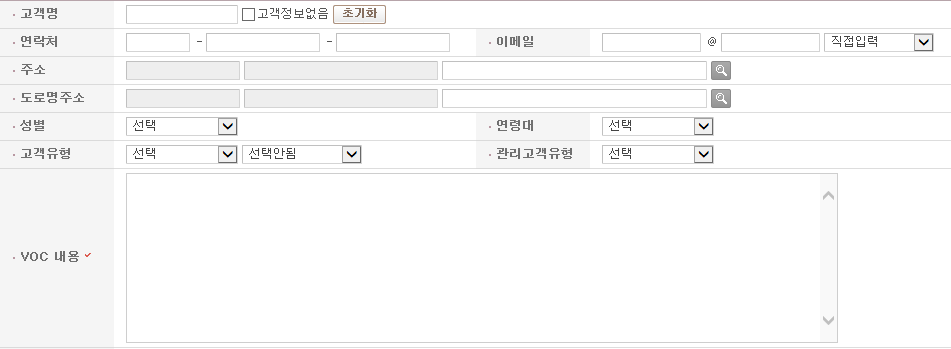 · 고객명 고객정보없음 초기화
· 연락처 - - · 이메일 @ 직접입력
· 주소
· 도로명주소
· 성별 선택 · 연령대 선택
· 고객유형 선택 선택안됨 · 관리고객유형 선택
· VOC 내용